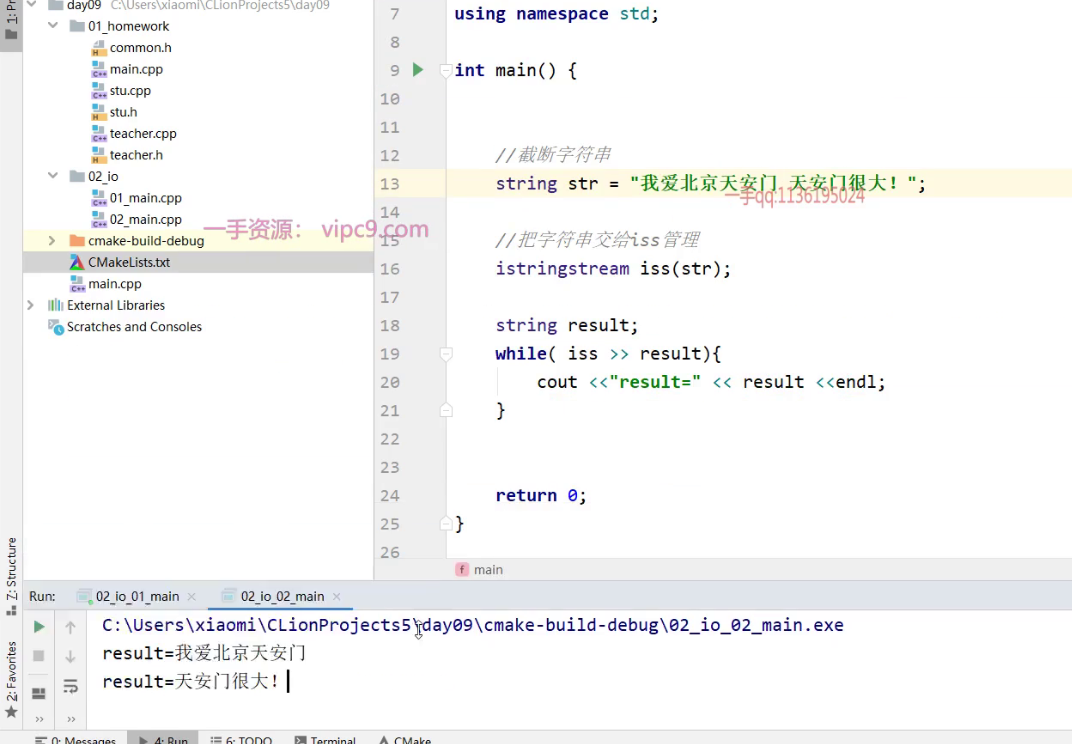 day09 C:\Users\xiaomi\CLionProjects5\day09
01_homework
common.h
main.cpp
stu.cpp
stu.h
teacher.cpp
teacher.h
02_io
01_main.cpp
02_main.cpp
cmake-build-debug
CMakeLists.txt
main.cpp
External Libraries
Scratches and Consoles
一手资源： vipc9.com
7 using namespace std;
8
9 int main() {
10
11
12 //截断字符串
13 string str = "我爱北京天安门 天安门很大！";
一手qq:1136195024
14
15 //把字符串交给iss管理
16 istringstream iss(str);
17
18 string result;
19 while( iss >> result){
20 cout <<"result=" << result <<endl;
21 }
22
23
24 return 0;
25 }
26
f main
Z: Structure
2: Favorites
Run: 02_io_01_main × 02_io_02_main ×
C:\Users\xiaomi\CLionProjects5\day09\cmake-build-debug\02_io_02_main.exe
result=我爱北京天安门
result=天安门很大！
0: Messages 4: Run 6: TODO Terminal CMake